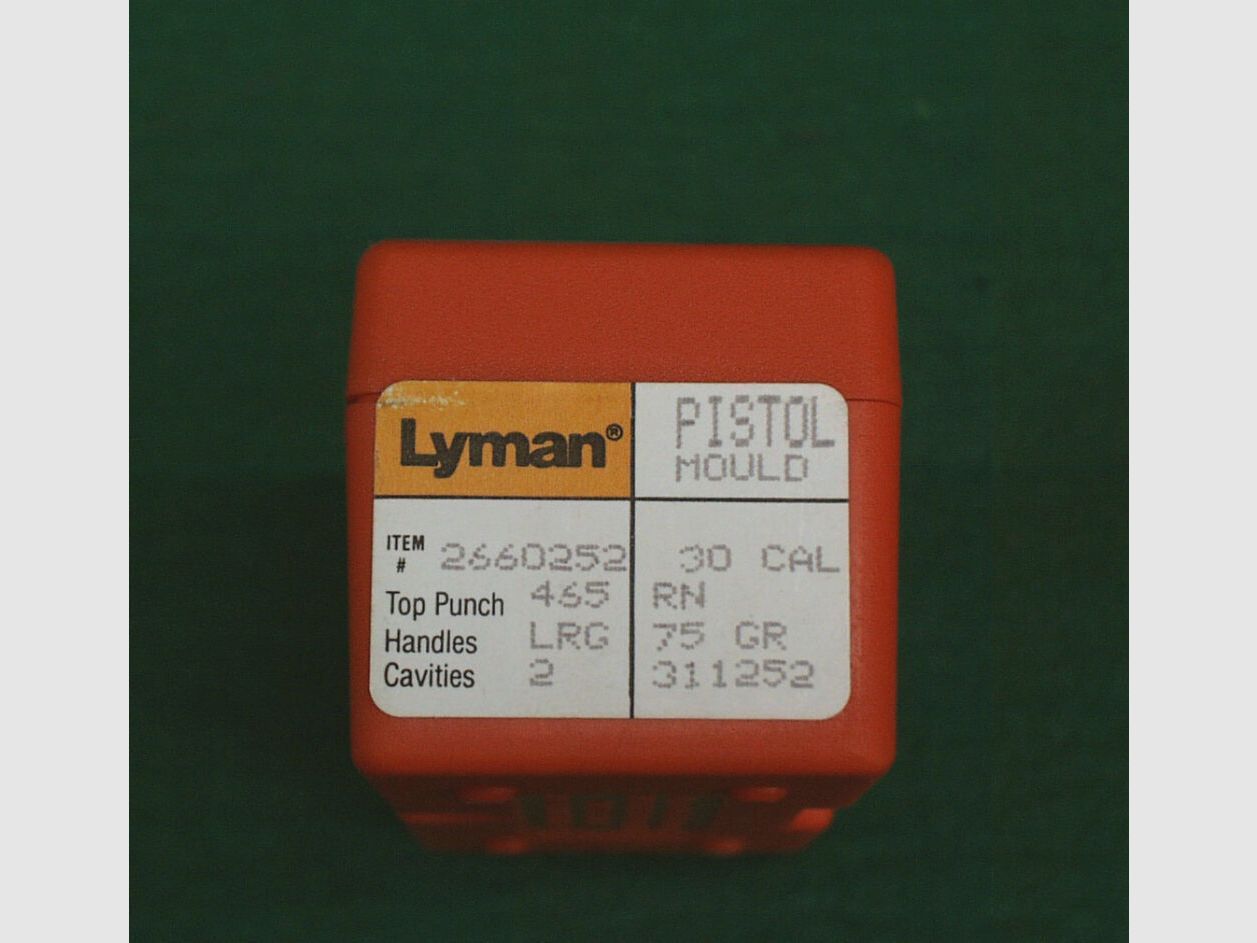 Lyman®
PISTOL
MOULD
ITEM # 2660252 30 CAL
Top Punch 465 RN
Handles LRG 75 GR
Cavities 2 311252